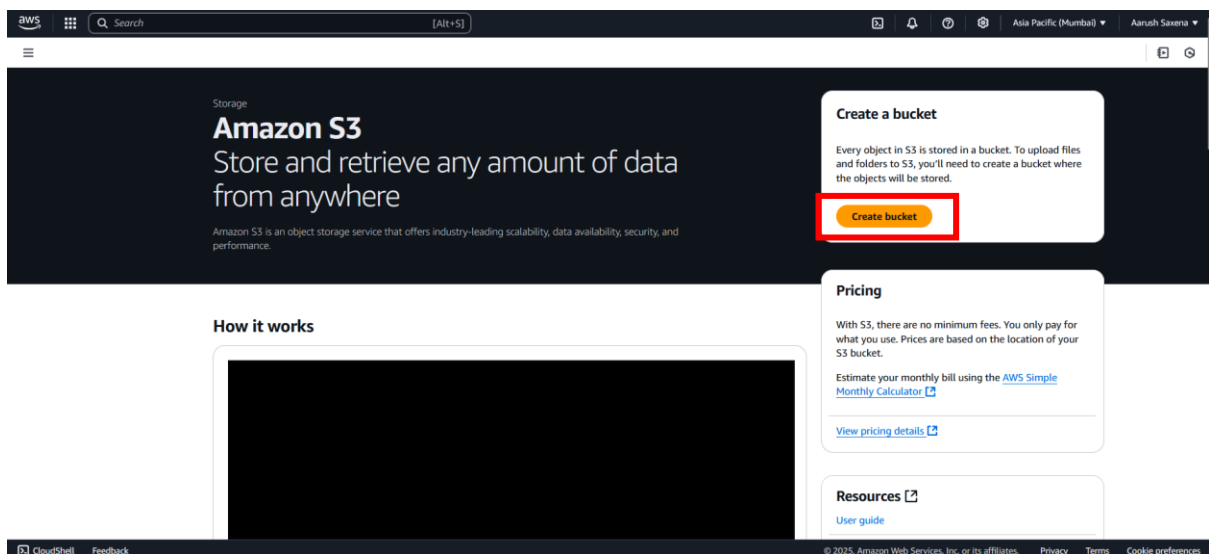 aws
Search
[Alt+S]
Asia Pacific (Mumbai) ▼
Aarush Saxena ▼
Storage
Amazon S3
Store and retrieve any amount of data
from anywhere
Amazon S3 is an object storage service that offers industry-leading scalability, data availability, security, and
performance.
Create a bucket
Every object in S3 is stored in a bucket. To upload files
and folders to S3, you'll need to create a bucket where
the objects will be stored.
Create bucket
How it works
Pricing
With S3, there are no minimum fees. You only pay for
what you use. Prices are based on the location of your
S3 bucket.
Estimate your monthly bill using the AWS Simple
Monthly Calculator
View pricing details
Resources
User guide
CloudShell
Feedback
© 2025, Amazon Web Services, Inc. or its affiliates.
Privacy
Terms
Cookie preferences